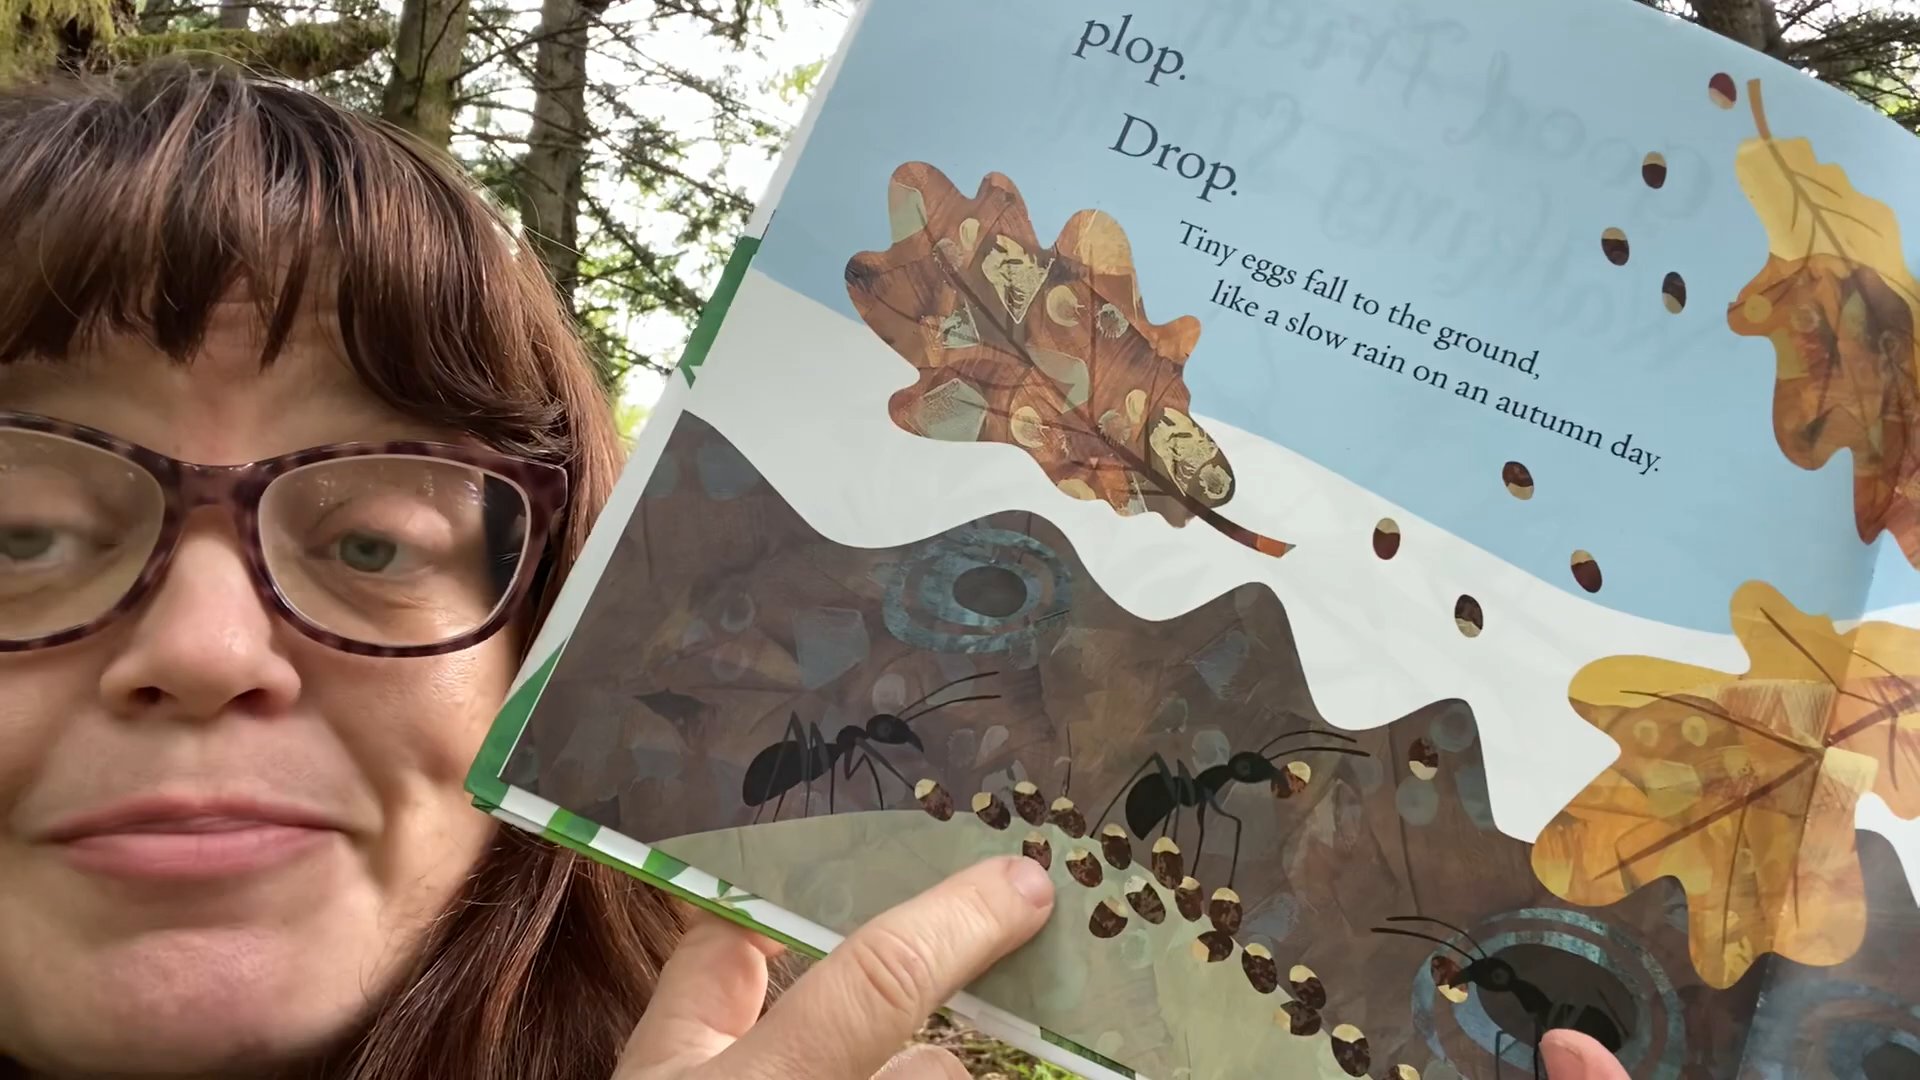 plop.
Drop.
Tiny eggs fall to the ground,
like a slow rain on an autumn day.